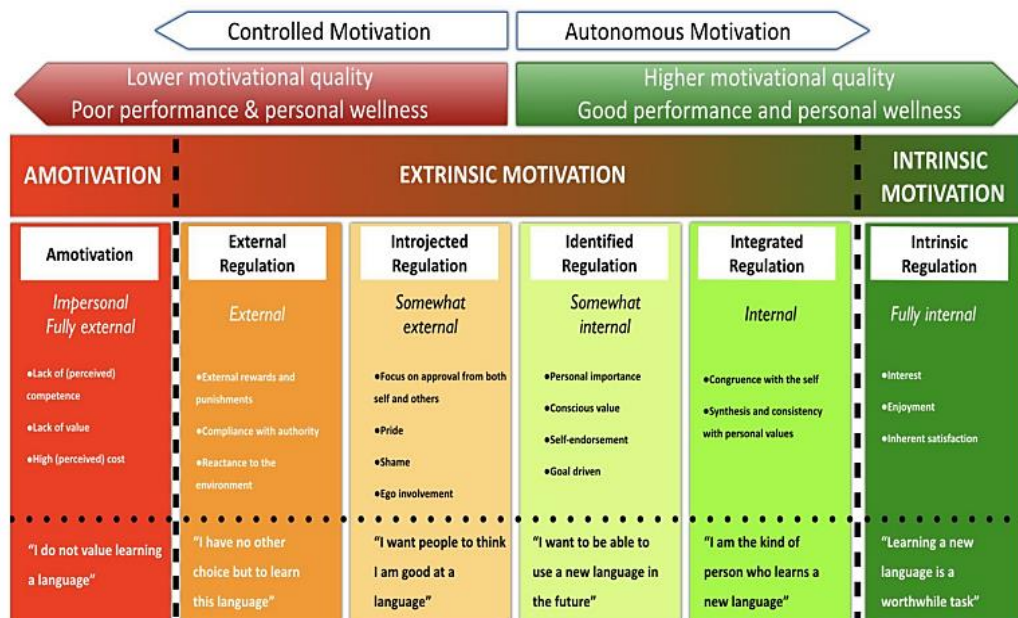 Controlled Motivation
Autonomous Motivation
Lower motivational quality
Poor performance & personal wellness
Higher motivational quality
Good performance and personal wellness
AMOTIVATION
EXTRINSIC MOTIVATION
INTRINSIC
MOTIVATION
Amotivation
Impersonal
Fully external
●Lack of (perceived)
competence
●Lack of value
●High (perceived) cost
"I do not value learning
a language"
External
Regulation
External
●External rewards and
punishments
●Compliance with authority
●Reactance to the
environment
"I have no other
choice but to learn
this language"
Introjected
Regulation
Somewhat
external
●Focus on approval from both
self and others
●Pride
●Shame
●Ego involvement
"I want people to think
I am good at a
language"
Identified
Regulation
Somewhat
internal
●Personal importance
●Conscious value
●Self-endorsement
●Goal driven
"I want to be able to
use a new language in
the future"
Integrated
Regulation
Internal
●Congruence with the self
●Synthesis and consistency
with personal values
"I am the kind of
person who learns a
new language"
Intrinsic
Regulation
Fully internal
●Interest
●Enjoyment
●Inherent satisfaction
"Learning a new
language is a
worthwhile task"